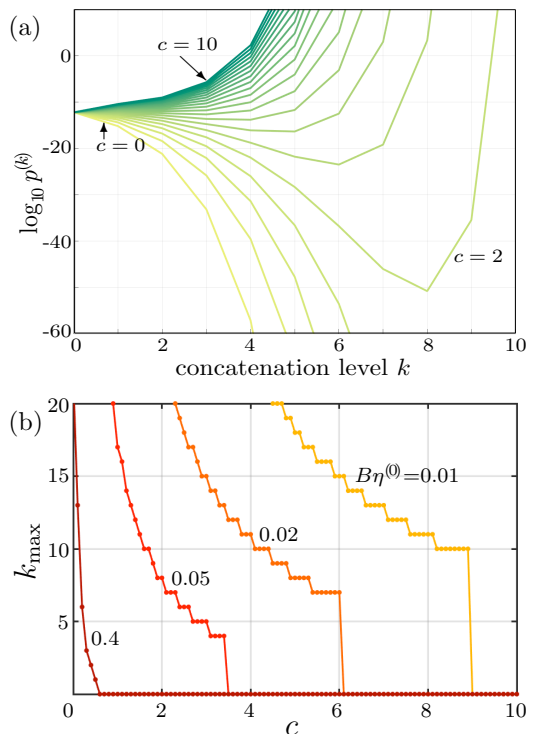 (a)
0
-20
-40
-60
log₁₀ p⁽ᵏ⁾
c = 10
c = 0
c = 2
0 2 4 6 8 10
concatenation level k
(b)
20
15
10
5
k_max
Bη⁽⁰⁾=0.01
0.02
0.05
0.4
0 2 4 6 8 10
c